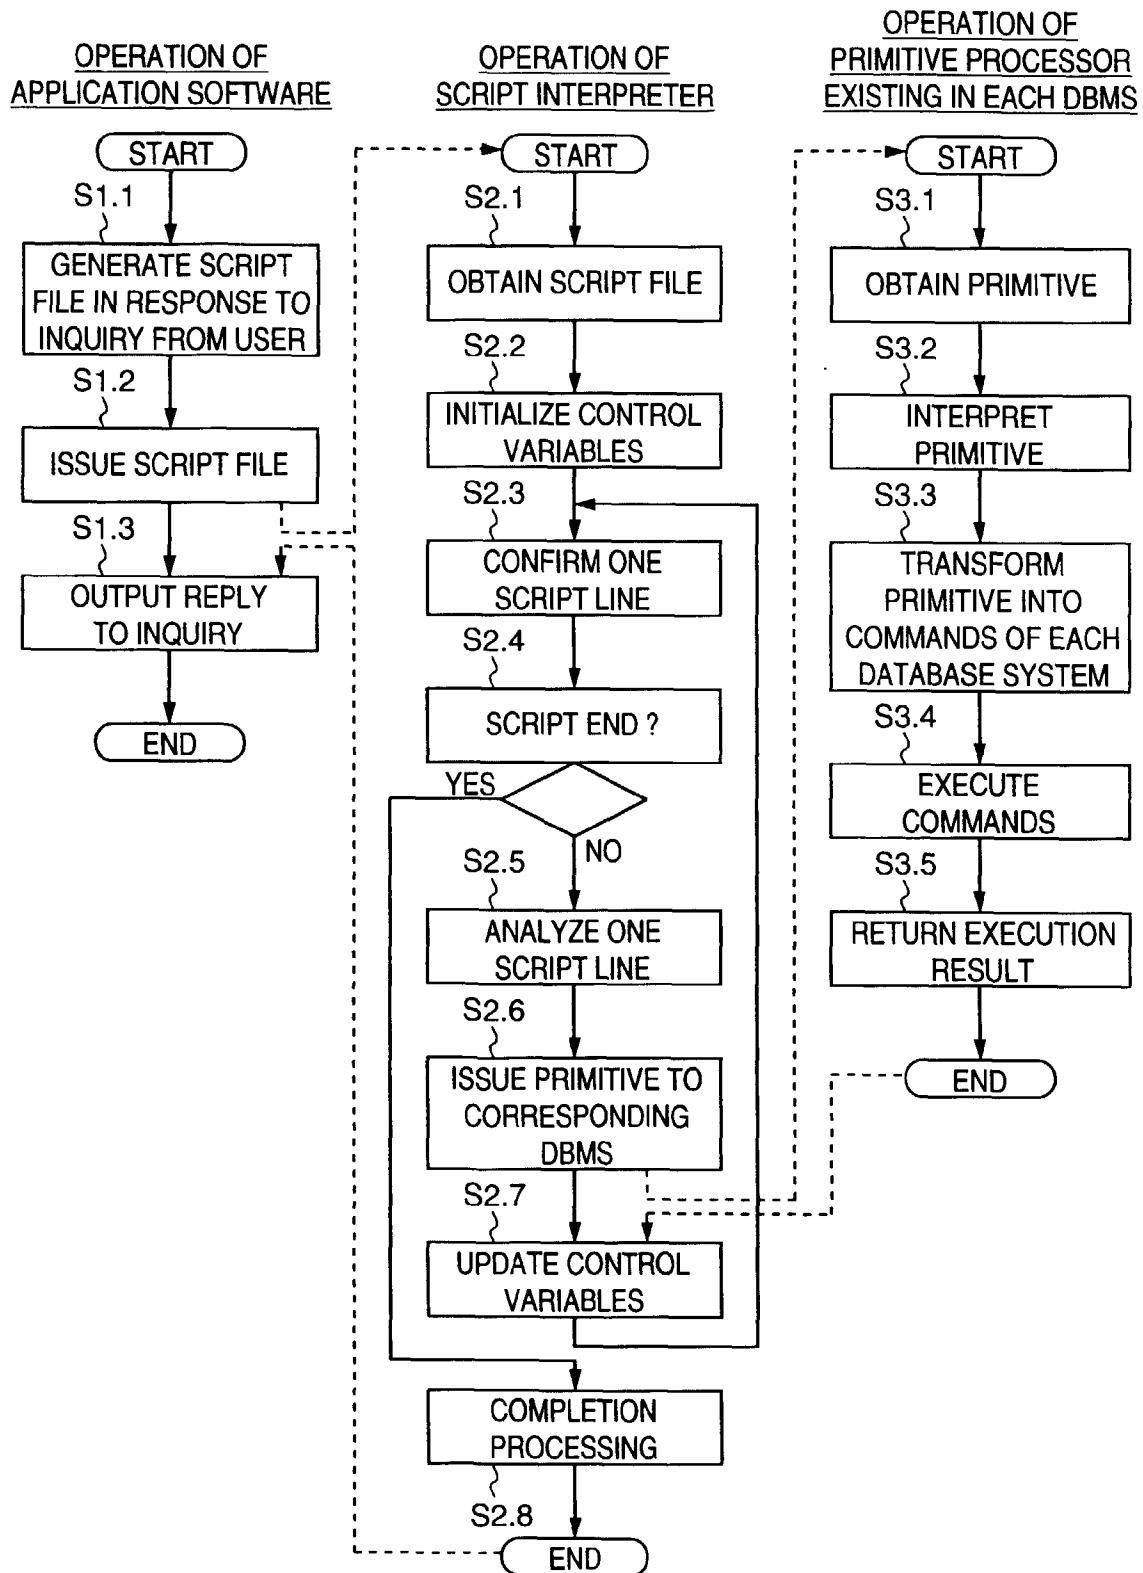 OPERATION OF
APPLICATION SOFTWARE
START
S1.1
GENERATE SCRIPT
FILE IN RESPONSE TO
INQUIRY FROM USER
S1.2
ISSUE SCRIPT FILE
S1.3
OUTPUT REPLY
TO INQUIRY
END
OPERATION OF
SCRIPT INTERPRETER
START
S2.1
OBTAIN SCRIPT FILE
S2.2
INITIALIZE CONTROL
VARIABLES
S2.3
CONFIRM ONE
SCRIPT LINE
S2.4
SCRIPT END ?
YES
NO
S2.5
ANALYZE ONE
SCRIPT LINE
S2.6
ISSUE PRIMITIVE TO
CORRESPONDING
DBMS
S2.7
UPDATE CONTROL
VARIABLES
COMPLETION
PROCESSING
S2.8
END
OPERATION OF
PRIMITIVE PROCESSOR
EXISTING IN EACH DBMS
START
S3.1
OBTAIN PRIMITIVE
S3.2
INTERPRET
PRIMITIVE
S3.3
TRANSFORM
PRIMITIVE INTO
COMMANDS OF EACH
DATABASE SYSTEM
S3.4
EXECUTE
COMMANDS
S3.5
RETURN EXECUTION
RESULT
END